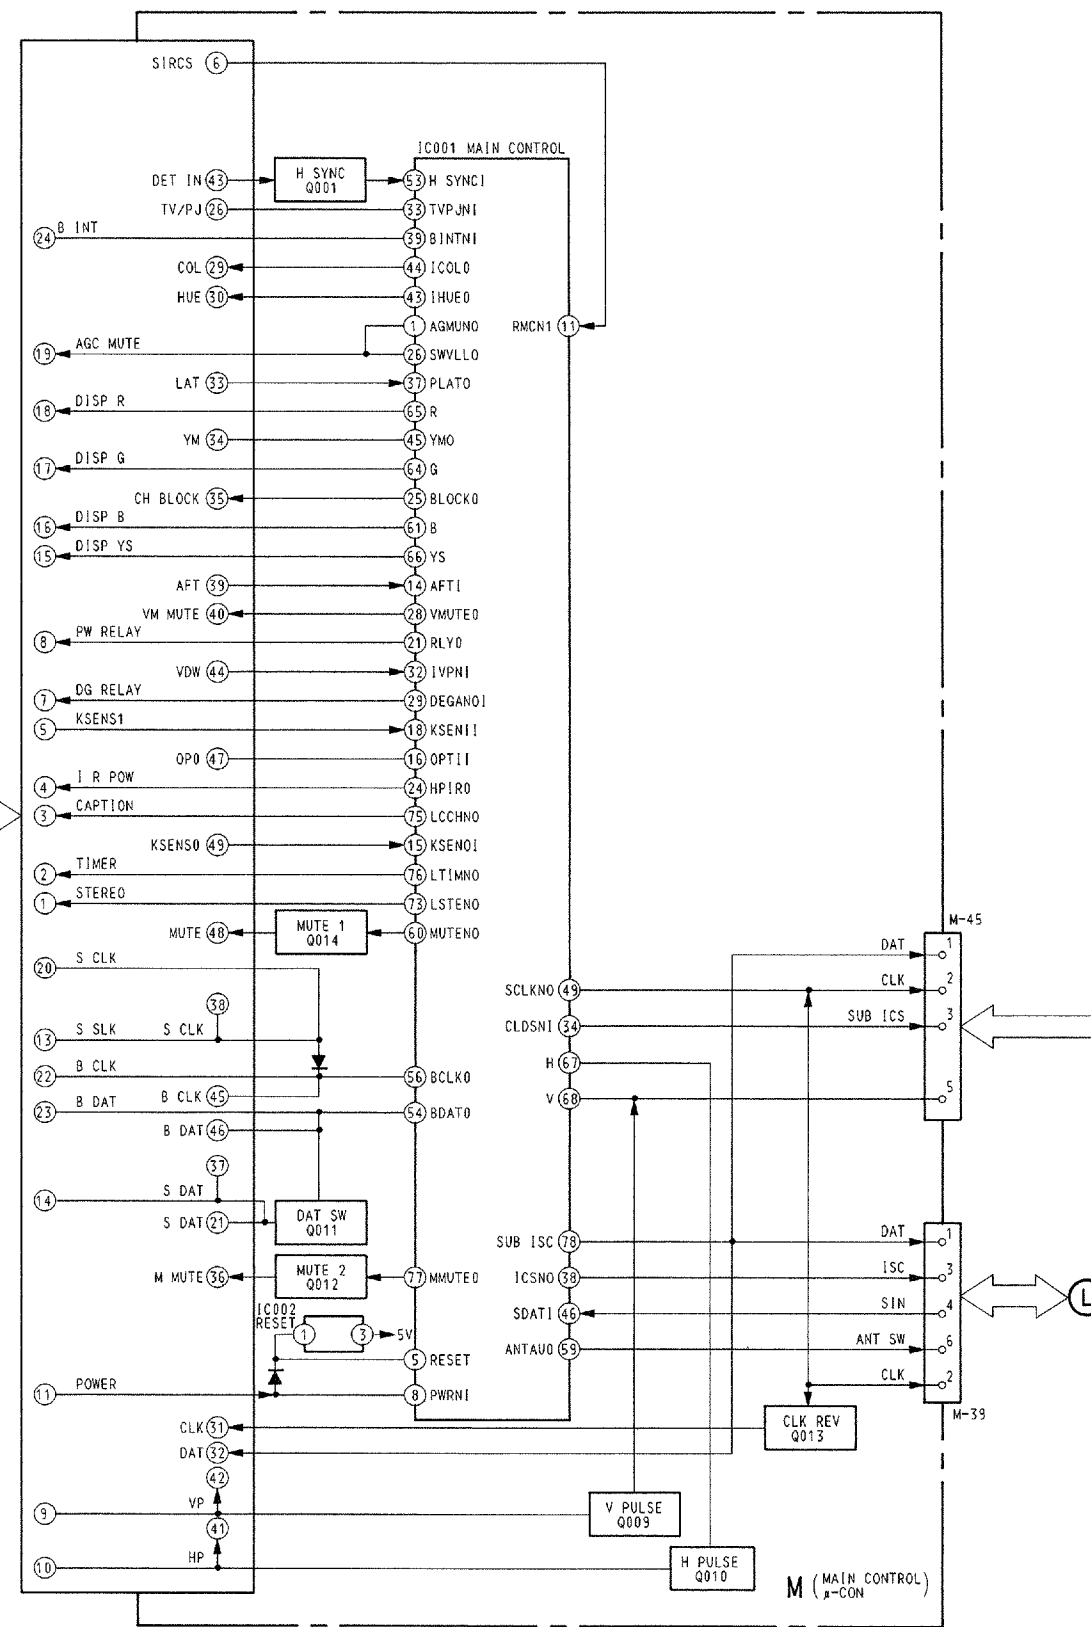 SIRCS 6
IC001 MAIN CONTROL
DET IN 43 H SYNC Q001 53 H SYNCI
TV/PJ 26 33 TVPJNI
24 B INT 39 BINTNI
COL 29 44 ICOLO
HUE 30 43 IHUEO
1 AGMUNO RMCN1 11
19 AGC MUTE 26 SWVLLO
LAT 33 37 PLATO
18 DISP R 65 R
YM 34 45 YMO
17 DISP G 64 G
CH BLOCK 35 25 BLOCKO
16 DISP B 61 B
15 DISP YS 66 YS
AFT 39 14 AFTI
VM MUTE 40 28 VMUTEO
8 PW RELAY 21 RLYO
VDW 44 32 IVPNI
7 DG RELAY 29 DEGANOI
5 KSENS1 18 KSENII
OPO 47 16 OPTII
4 I R POW 24 HPIRO
3 CAPTION 75 LCCHNO
KSENSO 49 15 KSENOI
2 TIMER 76 LTIMNO
1 STEREO 73 LSTENO
MUTE 48 MUTE 1 Q014 60 MUTENO
M-45
DAT 1
20 S CLK
SCLKNO 49 CLK 2
38
13 S SLK S CLK
CLDSNI 34 SUB ICS 3
H 67
22 B CLK 56 BCLKO
B CLK 45
V 68 5
23 B DAT 54 BDATO
B DAT 46
37
14 S DAT
S DAT 21 DAT SW Q011
SUB ISC 78 DAT 1
M MUTE 36 MUTE 2 Q012 77 MMUTEO
ICSNO 38 ISC 3
SDATI 46 SIN 4
IC002 RESET 1 3 5V
ANTAUO 59 ANT SW 6
5 RESET
CLK 2
11 POWER 8 PWRNI
M-39
CLK 31 CLK REV Q013
DAT 32
42
9 VP V PULSE Q009
41
10 HP H PULSE Q010
M (MAIN CONTROL) μ-CON
L